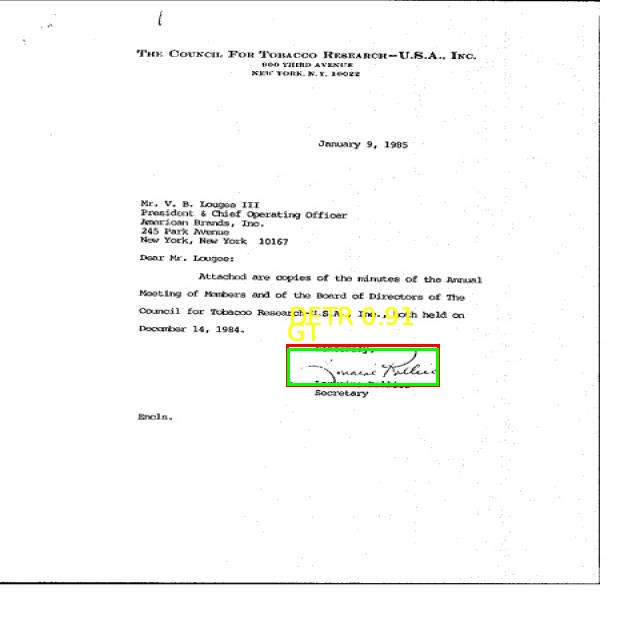 THE COUNCIL FOR TOBACCO RESEARCH-U.S.A., INC.
900 THIRD AVENUE
NEW YORK, N.Y. 10022
January 9, 1985
Mr. V. B. Lougee III
President & Chief Operating Officer
American Brands, Inc.
245 Park Avenue
New York, New York 10167
Dear Mr. Lougee:
Attached are copies of the minutes of the Annual
Meeting of Members and of the Board of Directors of The
Council for Tobacco Research-U.S.A., Inc., both held on
DETR 0.91
December 14, 1984.
GT
Sincerely,
Secretary
Encls.